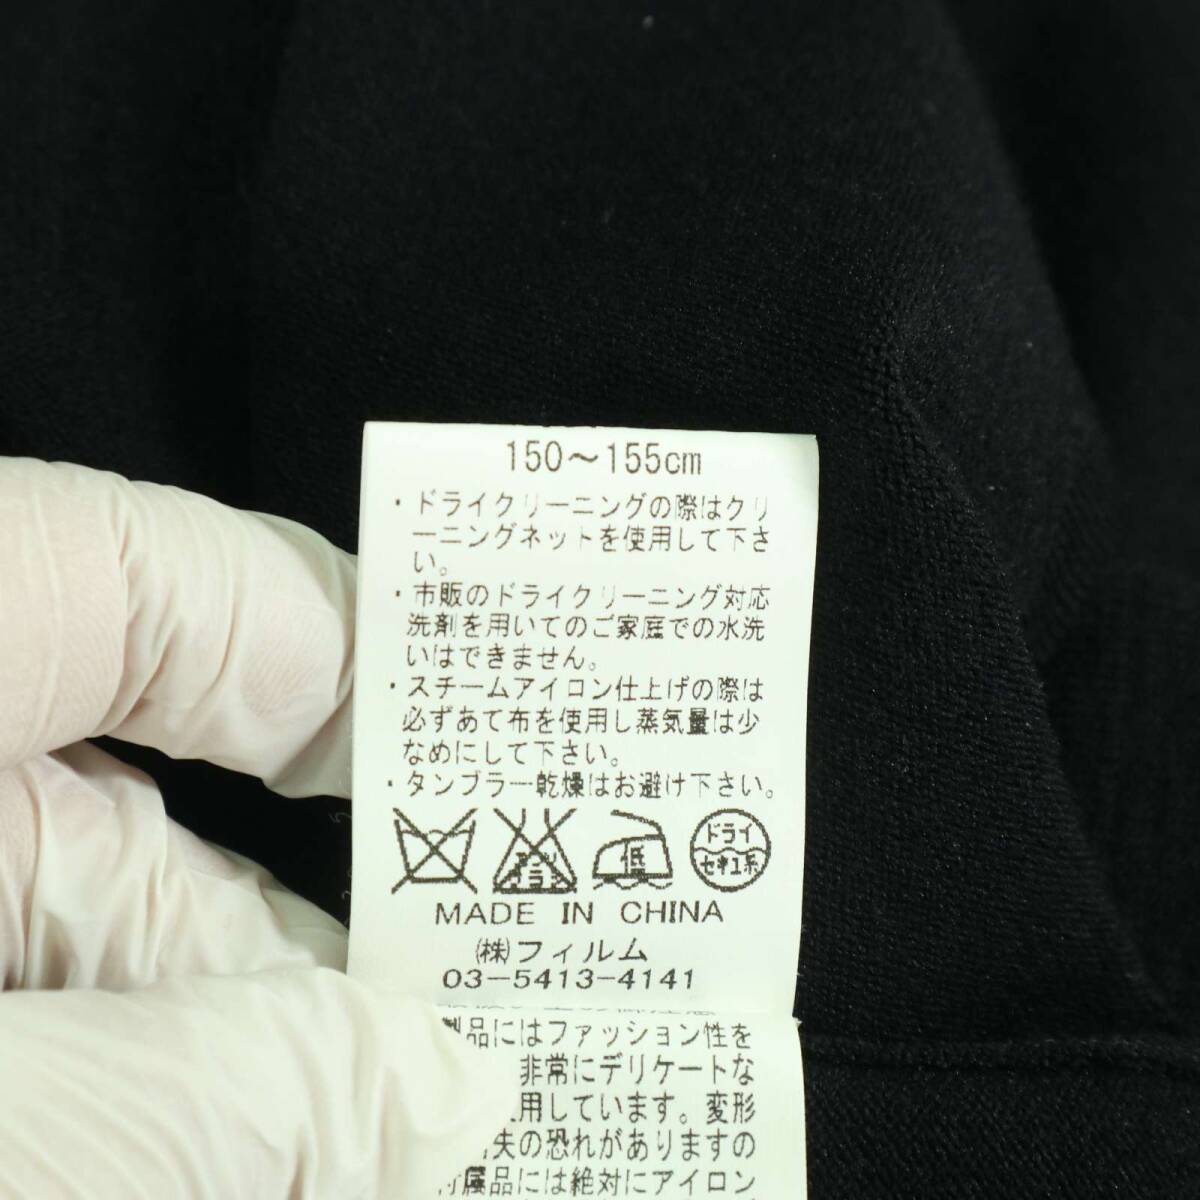 150～155cm
・ドライクリーニングの際はクリ
ーニングネットを使用して下さ
い。
・市販のドライクリーニング対応
洗剤を用いてのご家庭での水洗
いはできません。
・スチームアイロン仕上げの際は
必ずあて布を使用し蒸気量は少
なめにして下さい。
・タンブラー乾燥はお避け下さい。
エンソ
サラシ
低
ドライ
セキユ系
MADE IN CHINA
㈱フィルム
03-5413-4141
製品にはファッション性を
非常にデリケートな
用しています。変形
の恐れがありますの
属品には絶対にアイロン